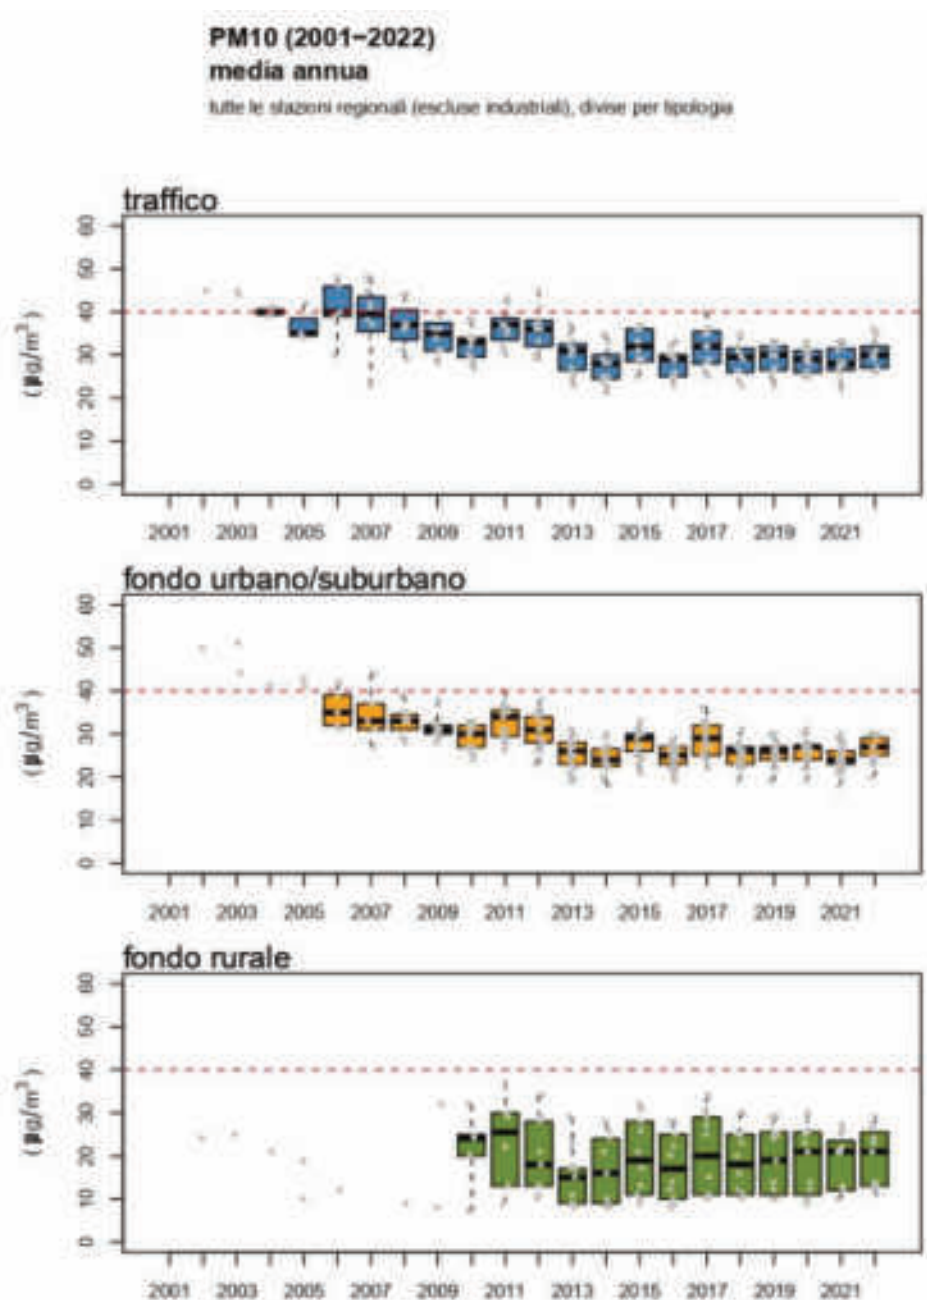 PM10 (2001−2022)
media annua
tutte le stazioni regionali (escluse industriali), divise per tipologia
traffico
60
50
40
30
20
10
0
(µg/m³)
2001 2003 2005 2007 2009 2011 2013 2015 2017 2019 2021
fondo urbano/suburbano
60
50
40
30
20
10
0
(µg/m³)
2001 2003 2005 2007 2009 2011 2013 2015 2017 2019 2021
fondo rurale
60
50
40
30
20
10
0
(µg/m³)
2001 2003 2005 2007 2009 2011 2013 2015 2017 2019 2021